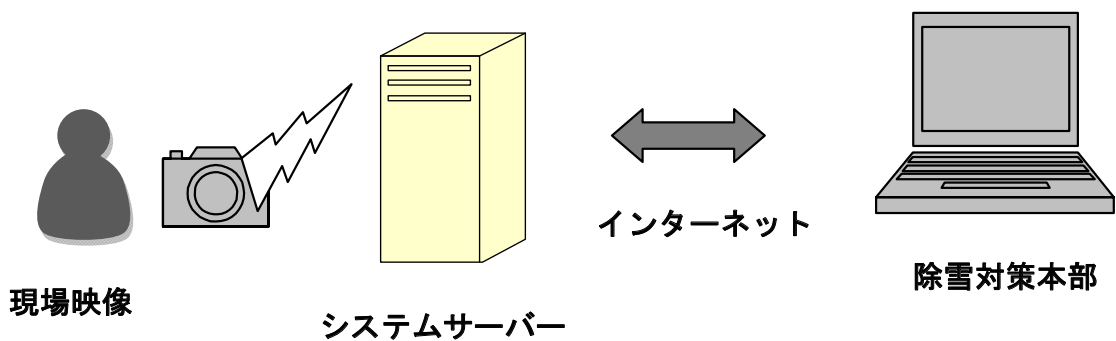 現場映像
システムサーバー
インターネット
除雪対策本部